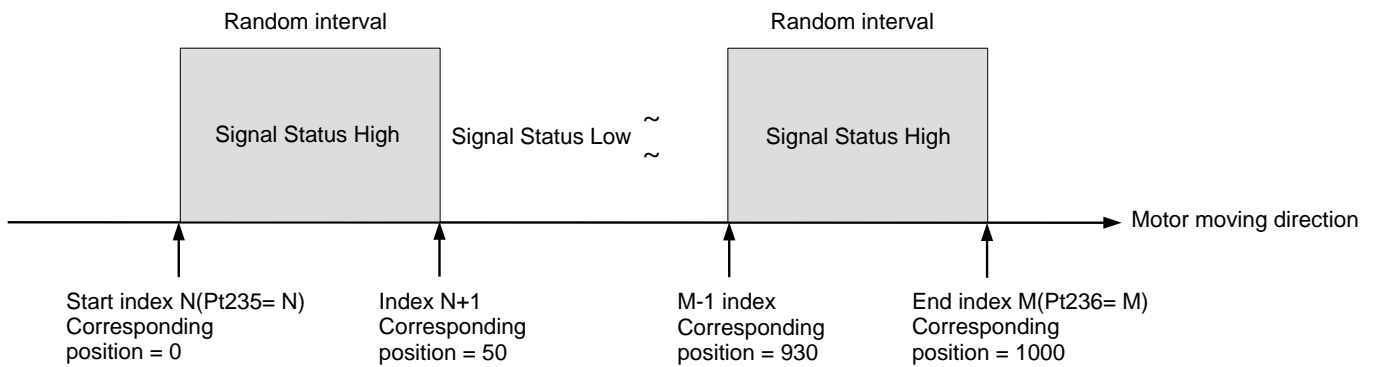 Random interval
Random interval
Signal Status High
Signal Status Low
~
~
Signal Status High
Motor moving direction
Start index N(Pt235= N)
Corresponding
position = 0
Index N+1
Corresponding
position = 50
M-1 index
Corresponding
position = 930
End index M(Pt236= M)
Corresponding
position = 1000